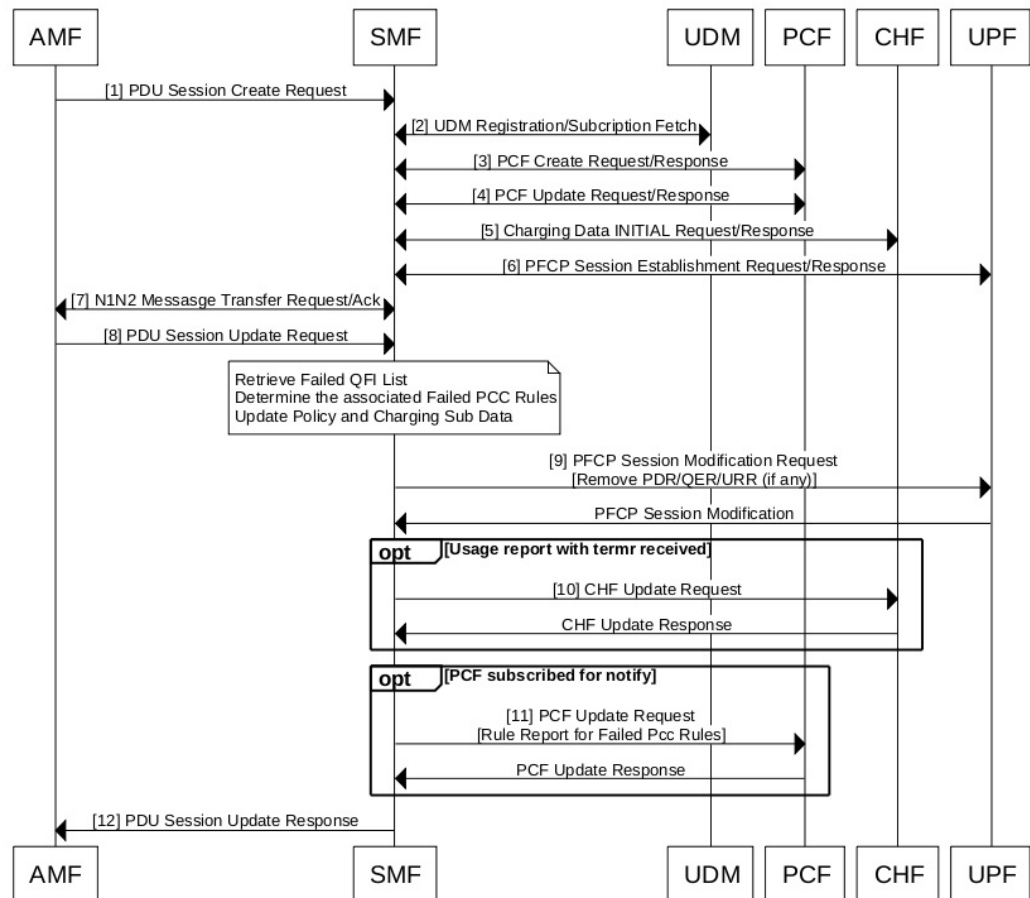 AMF SMF UDM PCF CHF UPF
[1] PDU Session Create Request
[2] UDM Registration/Subcription Fetch
[3] PCF Create Request/Response
[4] PCF Update Request/Response
[5] Charging Data INITIAL Request/Response
[6] PFCP Session Establishment Request/Response
[7] N1N2 Messasge Transfer Request/Ack
[8] PDU Session Update Request
Retrieve Failed QFI List
Determine the associated Failed PCC Rules
Update Policy and Charging Sub Data
[9] PFCP Session Modification Request
[Remove PDR/QER/URR (if any)]
PFCP Session Modification
opt [Usage report with termr received]
[10] CHF Update Request
CHF Update Response
opt [PCF subscribed for notify]
[11] PCF Update Request
[Rule Report for Failed Pcc Rules]
PCF Update Response
[12] PDU Session Update Response
AMF SMF UDM PCF CHF UPF